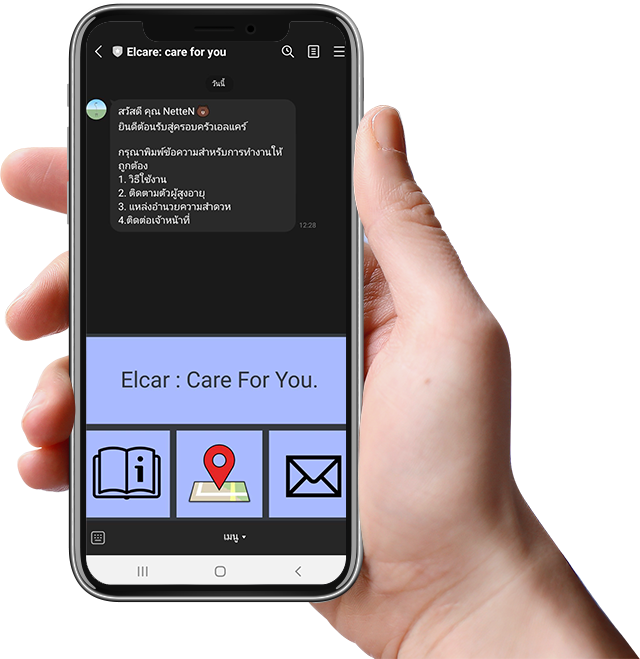 Elcare: care for you
วันนี้
สวัสดี คุณ NetteN
ยินดีต้อนรับสู่ครอบครัวเอลแคร์
กรุณาพิมพ์ข้อความสำหรับการทำงานให้
ถูกต้อง
1. วิธีใช้งาน
2. ติดตามตัวผู้สูงอายุ
3. แหล่งอำนวยความสำดวห
4.ติดต่อเจ้าหน้าที่
12:28
Elcar : Care For You.
i
เมนู